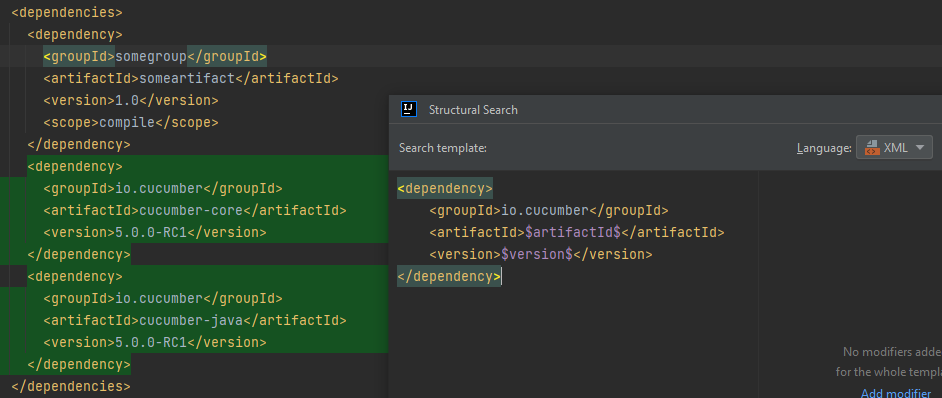 <dependencies>
<dependency>
<groupId>somegroup</groupId>
<artifactId>someartifact</artifactId>
<version>1.0</version>
<scope>compile</scope>
</dependency>
<dependency>
<groupId>io.cucumber</groupId>
<artifactId>cucumber-core</artifactId>
<version>5.0.0-RC1</version>
</dependency>
<dependency>
<groupId>io.cucumber</groupId>
<artifactId>cucumber-java</artifactId>
<version>5.0.0-RC1</version>
</dependency>
</dependencies>
IJ Structural Search
Search template: Language: XML
<dependency>
<groupId>io.cucumber</groupId>
<artifactId>$artifactId$</artifactId>
<version>$version$</version>
</dependency>
No modifiers adde
for the whole templa
Add modifier